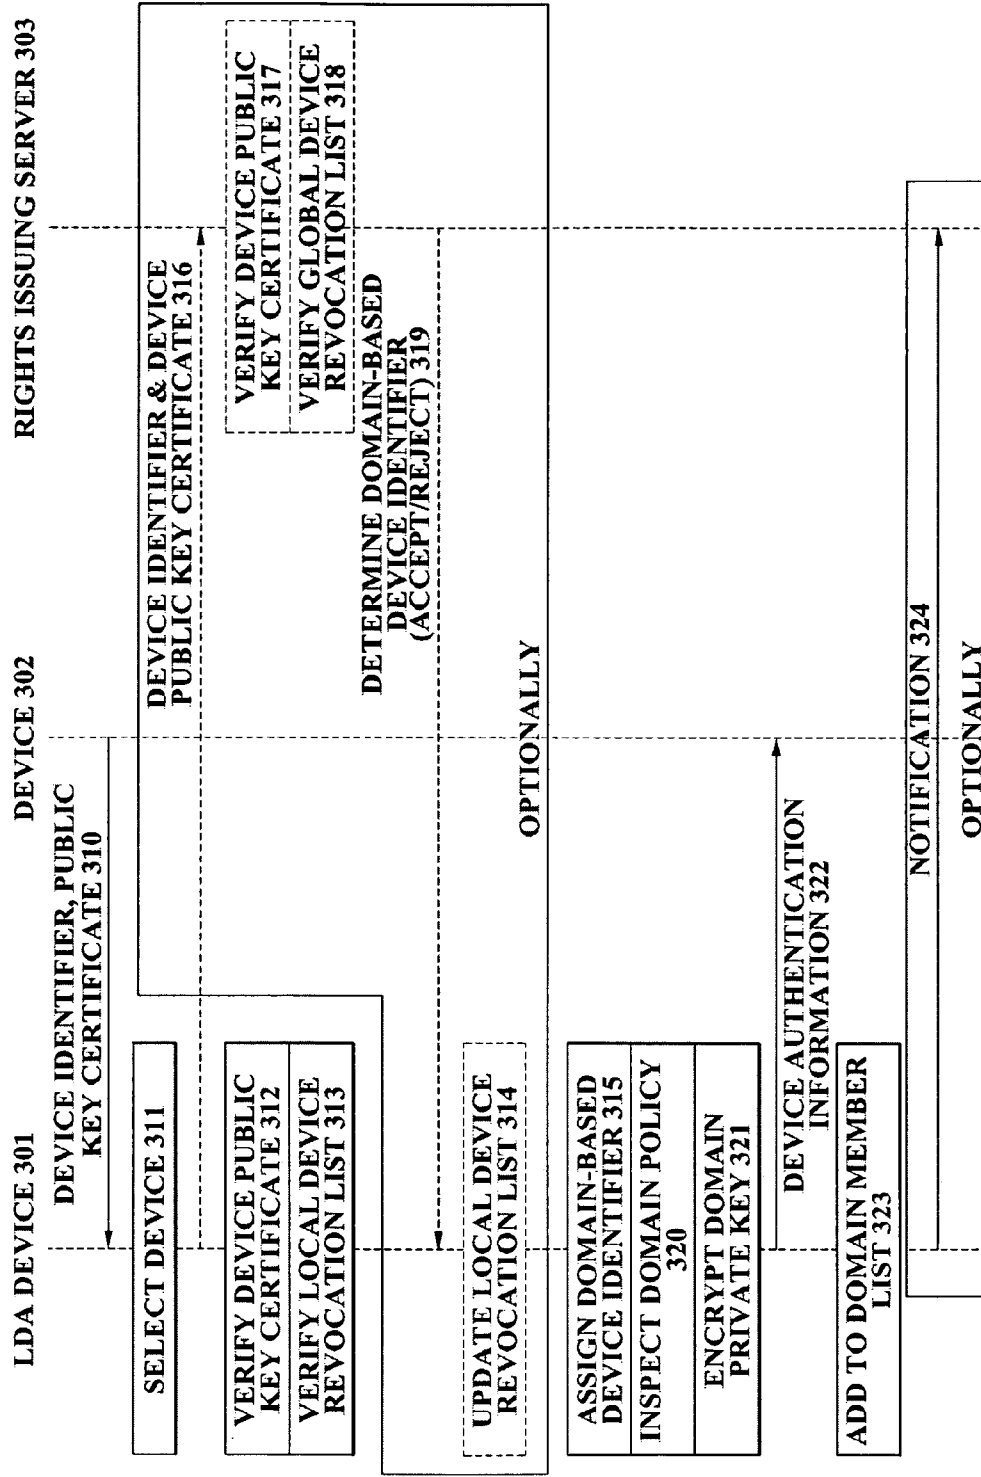 LDA DEVICE 301
DEVICE 302
RIGHTS ISSUING SERVER 303
DEVICE IDENTIFIER, PUBLIC
KEY CERTIFICATE 310
SELECT DEVICE 311
DEVICE IDENTIFIER & DEVICE
PUBLIC KEY CERTIFICATE 316
VERIFY DEVICE PUBLIC
KEY CERTIFICATE 312
VERIFY LOCAL DEVICE
REVOCATION LIST 313
VERIFY DEVICE PUBLIC
KEY CERTIFICATE 317
VERIFY GLOBAL DEVICE
REVOCATION LIST 318
DETERMINE DOMAIN-BASED
DEVICE IDENTIFIER
(ACCEPT/REJECT) 319
UPDATE LOCAL DEVICE
REVOCATION LIST 314
OPTIONALLY
ASSIGN DOMAIN-BASED
DEVICE IDENTIFIER 315
INSPECT DOMAIN POLICY
320
ENCRYPT DOMAIN
PRIVATE KEY 321
DEVICE AUTHENTICATION
INFORMATION 322
ADD TO DOMAIN MEMBER
LIST 323
NOTIFICATION 324
OPTIONALLY